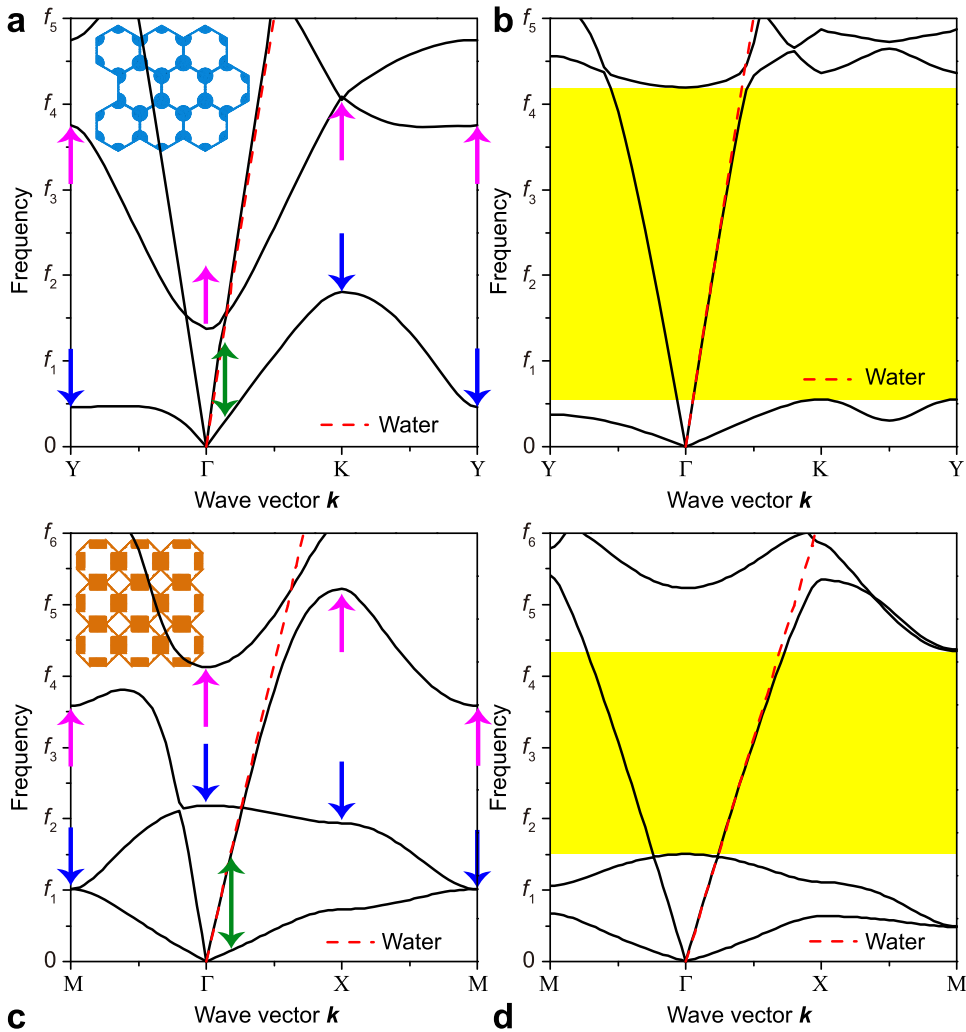 a
b
f5
f4
f3
f2
f1
0
Frequency
Water
Y Γ K Y
Wave vector k
f5
f4
f3
f2
f1
0
Frequency
Water
Y Γ K Y
Wave vector k
f6
f5
f4
f3
f2
f1
0
Frequency
Water
M Γ X M
Wave vector k
f6
f5
f4
f3
f2
f1
0
Frequency
Water
M Γ X M
Wave vector k
c
d